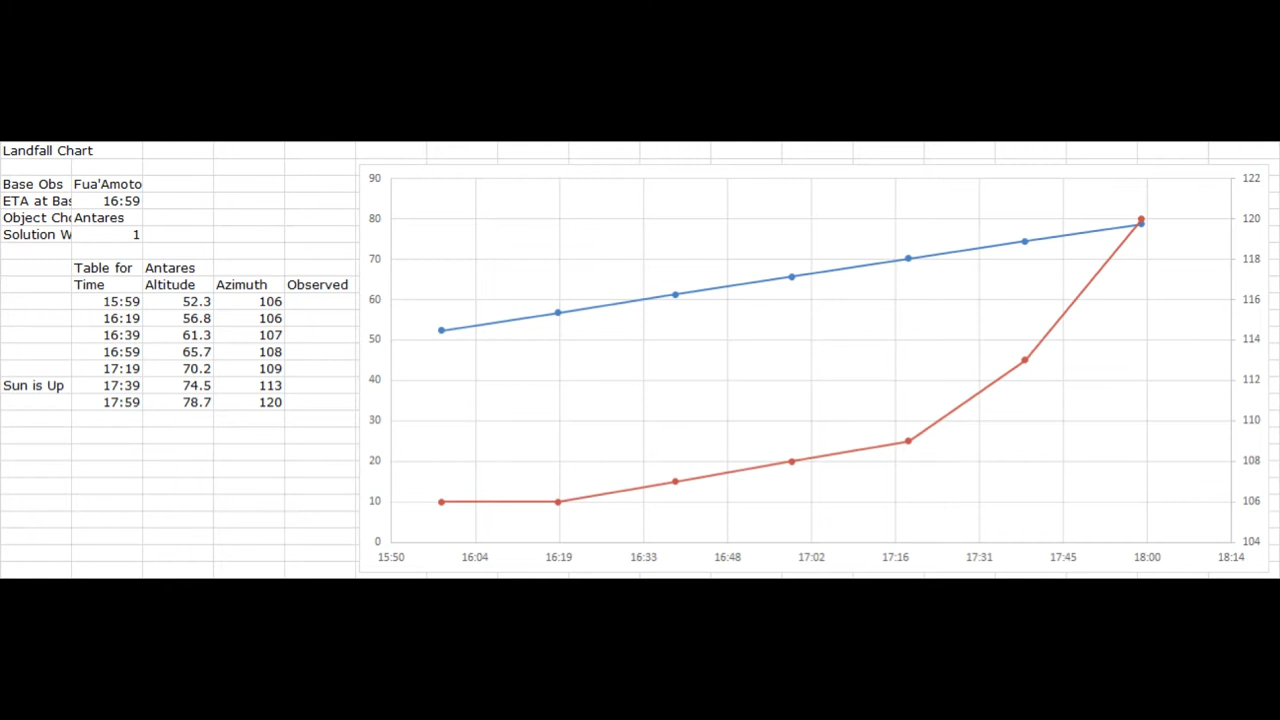 Landfall Chart
Base Obs Fua'Amoto
ETA at Bas 16:59
Object Cho Antares
Solution W 1
Table for Antares
Time Altitude Azimuth Observed
15:59 52.3 106
16:19 56.8 106
16:39 61.3 107
16:59 65.7 108
17:19 70.2 109
Sun is Up 17:39 74.5 113
17:59 78.7 120
90 122
80 120
70 118
60 116
50 114
40 112
30 110
20 108
10 106
0 104
15:50 16:04 16:19 16:33 16:48 17:02 17:16 17:31 17:45 18:00 18:14